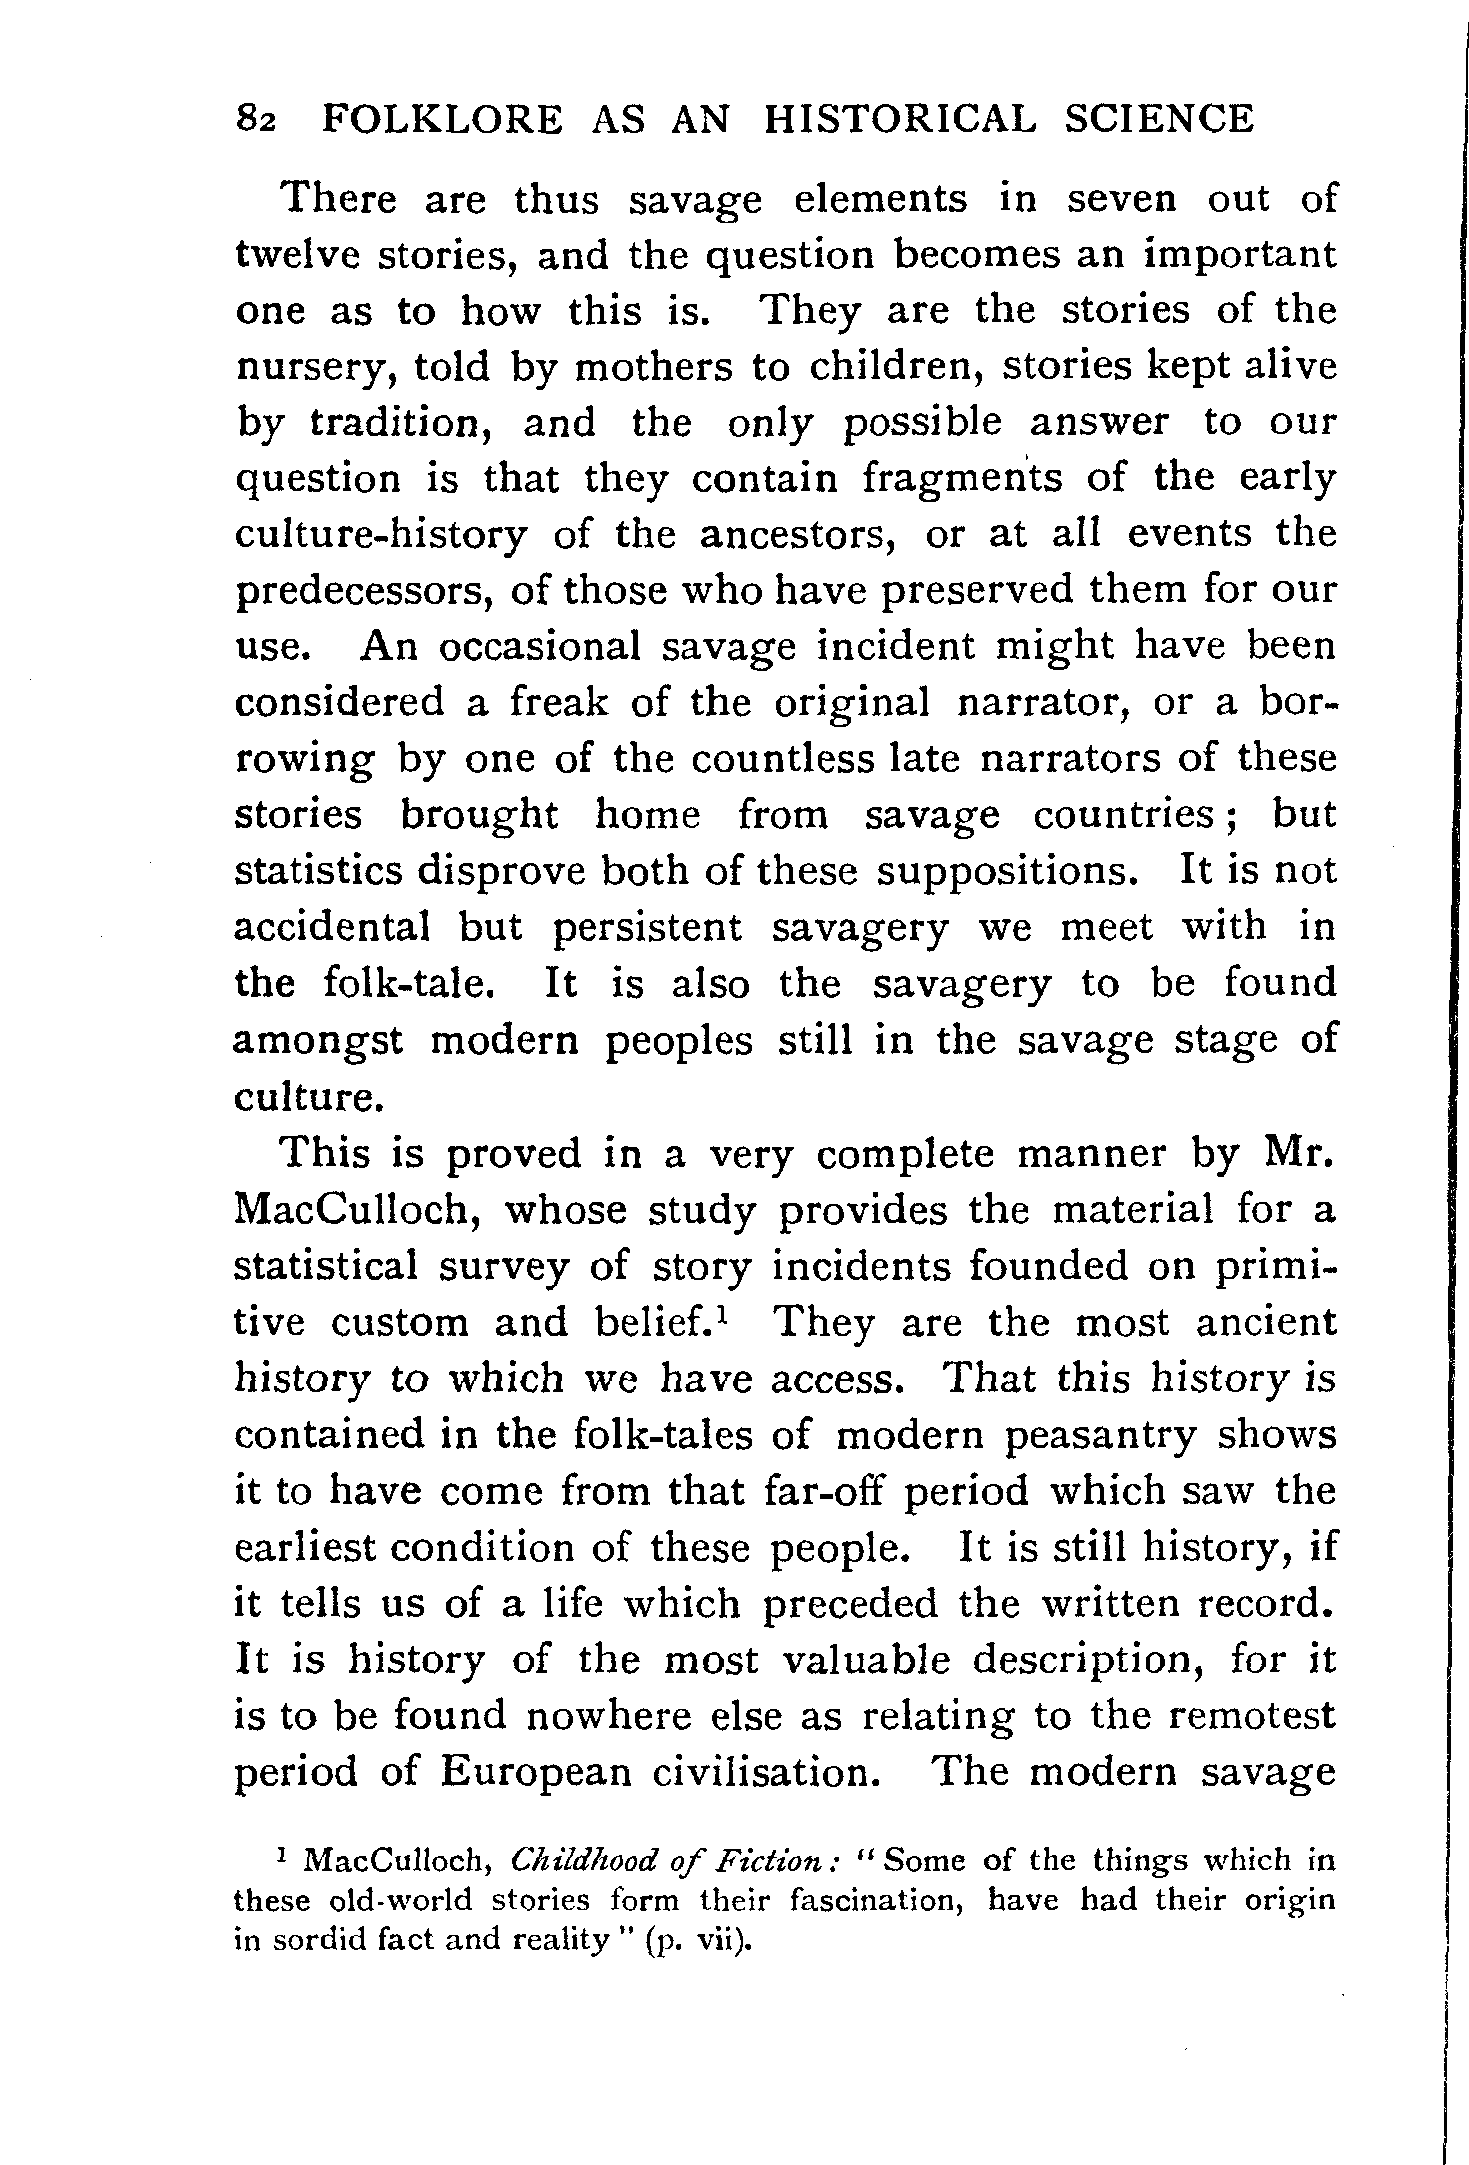 82 FOLKLORE AS AN HISTORICAL SCIENCE
There are thus savage elements in seven out of
twelve stories, and the question becomes an important
one as to how this is. They are the stories of the
nursery, told by mothers to children, stories kept alive
by tradition, and the only possible answer to our
question is that they contain fragments of the early
culture-history of the ancestors, or at all events the
predecessors, of those who have preserved them for our
use. An occasional savage incident might have been
considered a freak of the original narrator, or a bor-
rowing by one of the countless late narrators of these
stories brought home from savage countries; but
statistics disprove both of these suppositions. It is not
accidental but persistent savagery we meet with in
the folk-tale. It is also the savagery to be found
amongst modern peoples still in the savage stage of
culture.
This is proved in a very complete manner by Mr.
MacCulloch, whose study provides the material for a
statistical survey of story incidents founded on primi-
tive custom and belief.¹ They are the most ancient
history to which we have access. That this history is
contained in the folk-tales of modern peasantry shows
it to have come from that far-off period which saw the
earliest condition of these people. It is still history, if
it tells us of a life which preceded the written record.
It is history of the most valuable description, for it
is to be found nowhere else as relating to the remotest
period of European civilisation. The modern savage
¹ MacCulloch, Childhood of Fiction: "Some of the things which in
these old-world stories form their fascination, have had their origin
in sordid fact and reality" (p. vii).